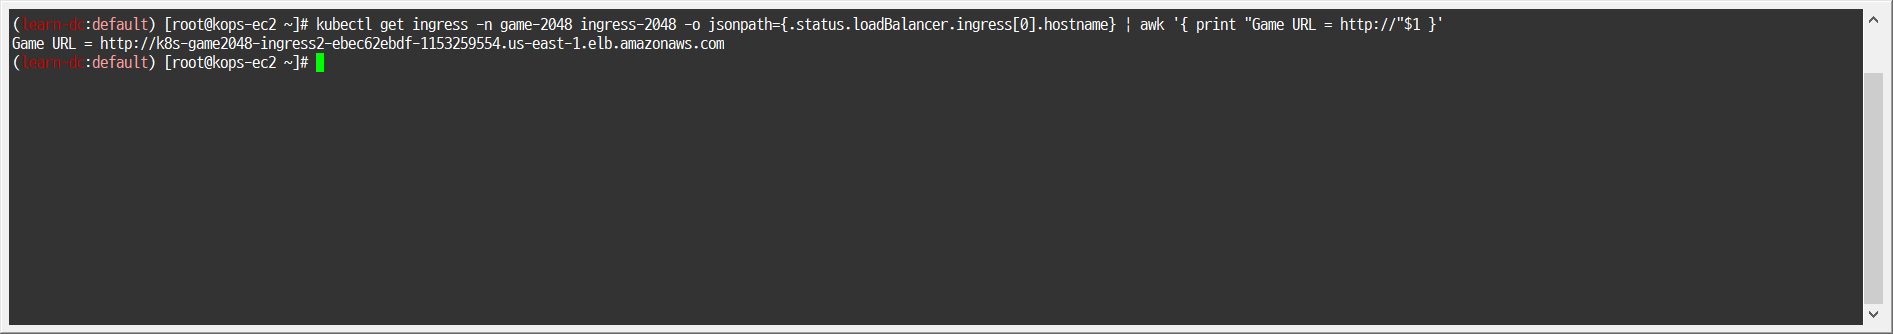 (learn-dc:default) [root@kops-ec2 ~]# kubectl get ingress -n game-2048 ingress-2048 -o jsonpath={.status.loadBalancer.ingress[0].hostname} | awk '{ print "Game URL = http://"$1 }'
Game URL = http://k8s-game2048-ingress2-ebec62ebdf-1153259554.us-east-1.elb.amazonaws.com
(learn-dc:default) [root@kops-ec2 ~]#